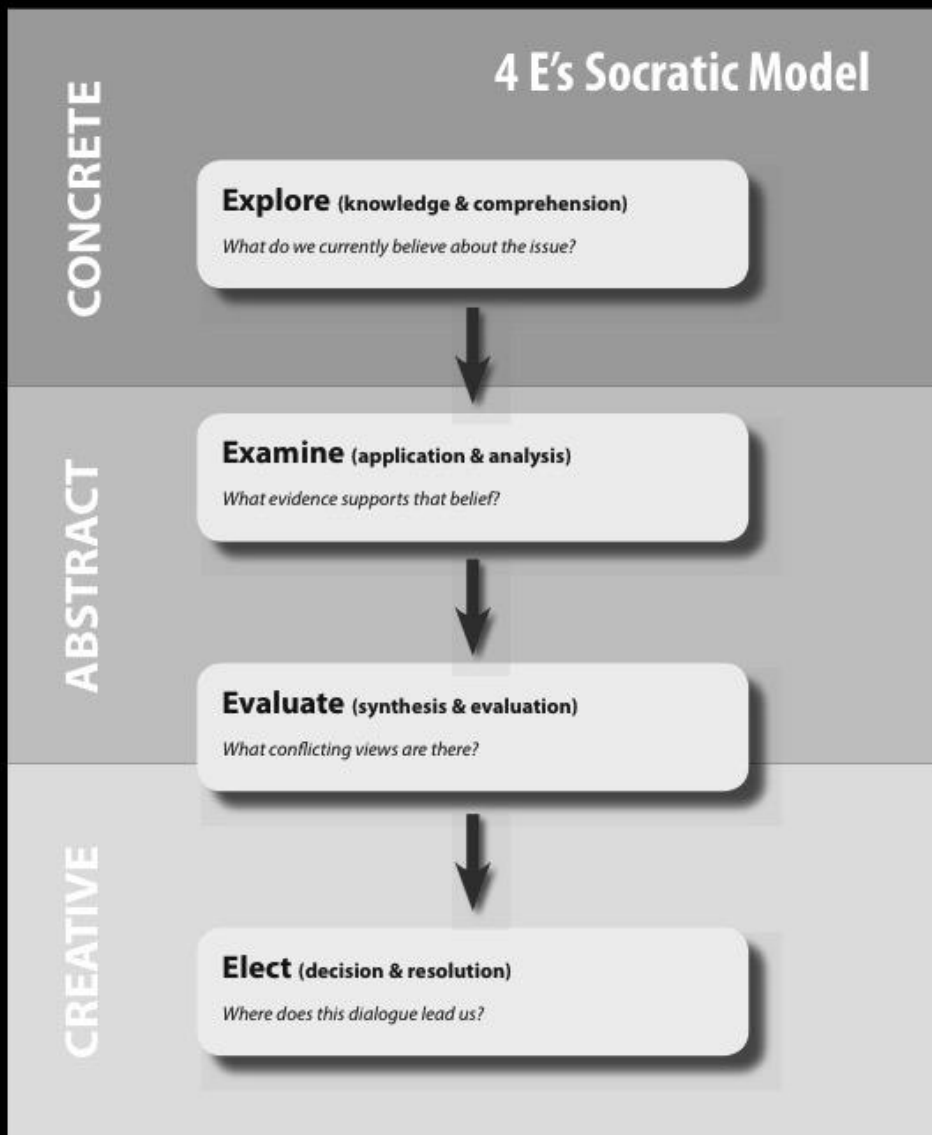 4 E's Socratic Model
CONCRETE
Explore (knowledge & comprehension)
What do we currently believe about the issue?
ABSTRACT
Examine (application & analysis)
What evidence supports that belief?
Evaluate (synthesis & evaluation)
What conflicting views are there?
CREATIVE
Elect (decision & resolution)
Where does this dialogue lead us?